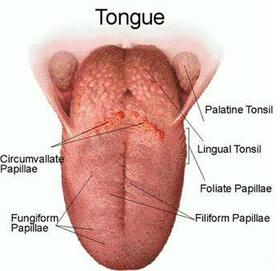 Tongue
Palatine Tonsil
Lingual Tonsil
Circumvallate
Papillae
Foliate Papillae
Fungiform
Papillae
Filiform Papillae